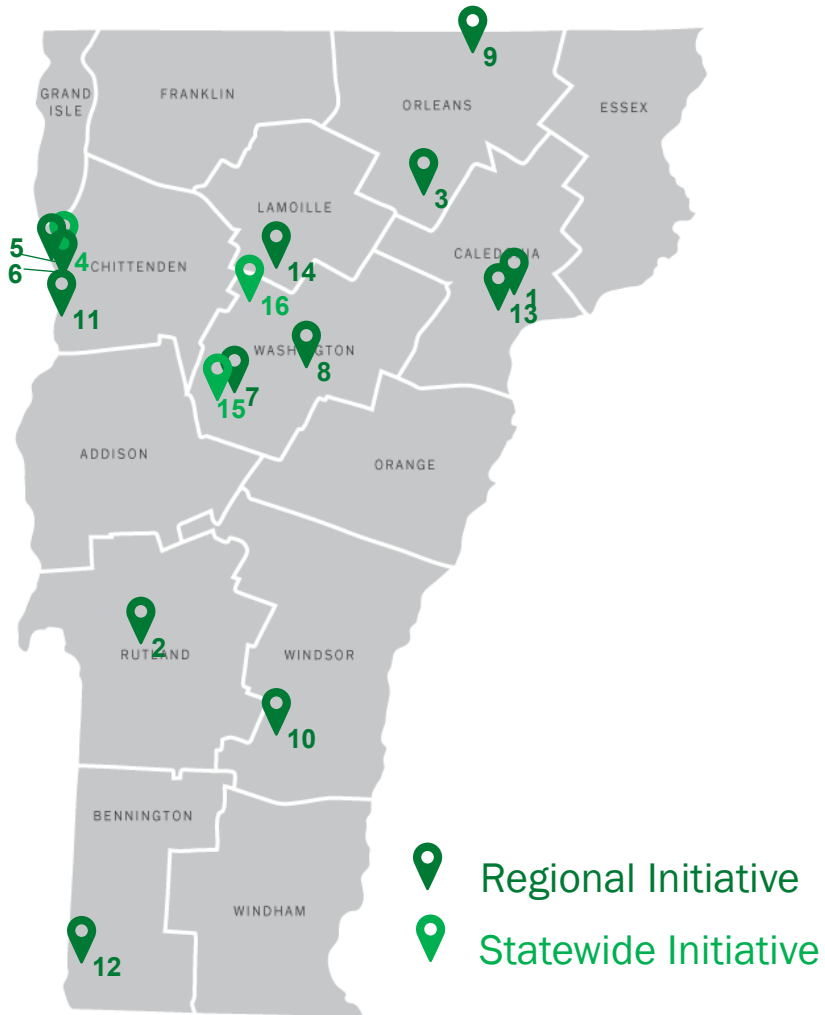 9
GRAND
ISLE
FRANKLIN
ORLEANS
ESSEX
3
LAMOILLE
5
4
6
CHITTENDEN
14
CALEDONIA
1
13
16
11
WASHINGTON
8
7
15
ADDISON
ORANGE
2
RUTLAND
WINDSOR
10
BENNINGTON
Regional Initiative
WINDHAM
Statewide Initiative
12